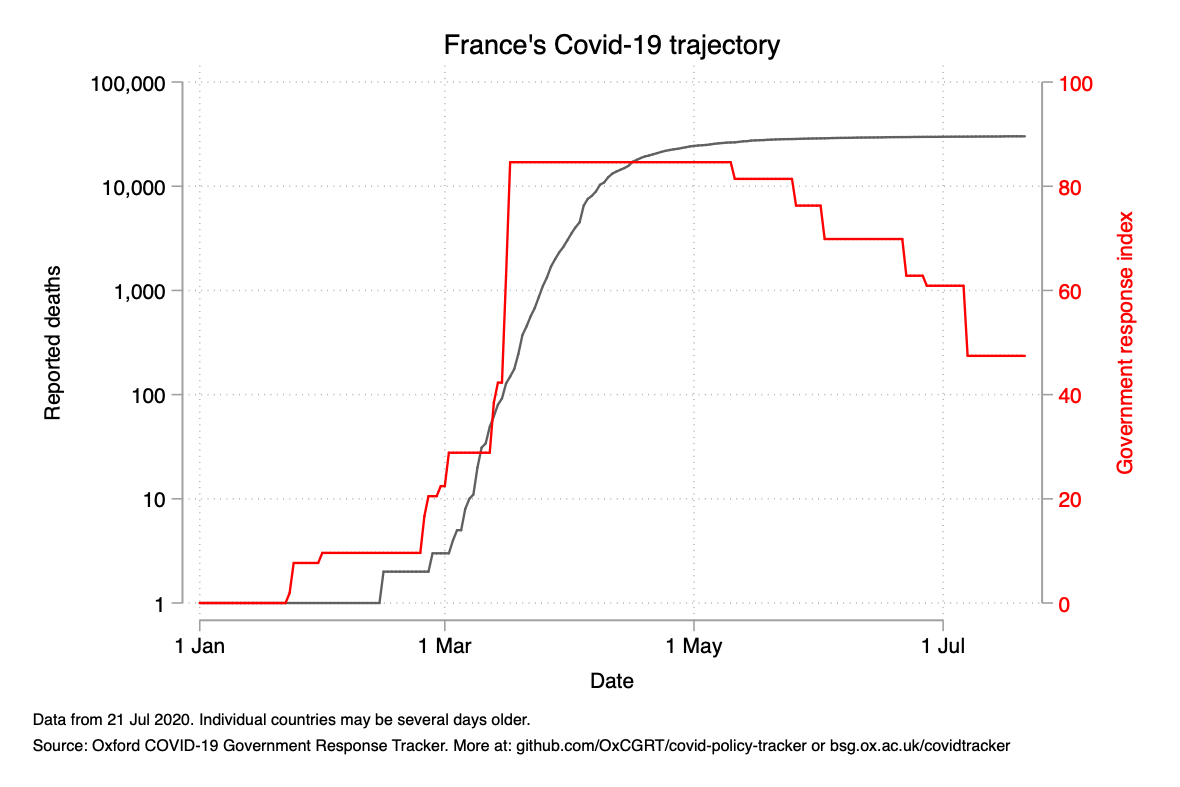 France's Covid-19 trajectory
100,000
10,000
1,000
100
10
1
Reported deaths
100
80
60
40
20
0
Government response index
1 Jan
1 Mar
1 May
1 Jul
Date
Data from 21 Jul 2020. Individual countries may be several days older.
Source: Oxford COVID-19 Government Response Tracker. More at: github.com/OxCGRT/covid-policy-tracker or bsg.ox.ac.uk/covidtracker